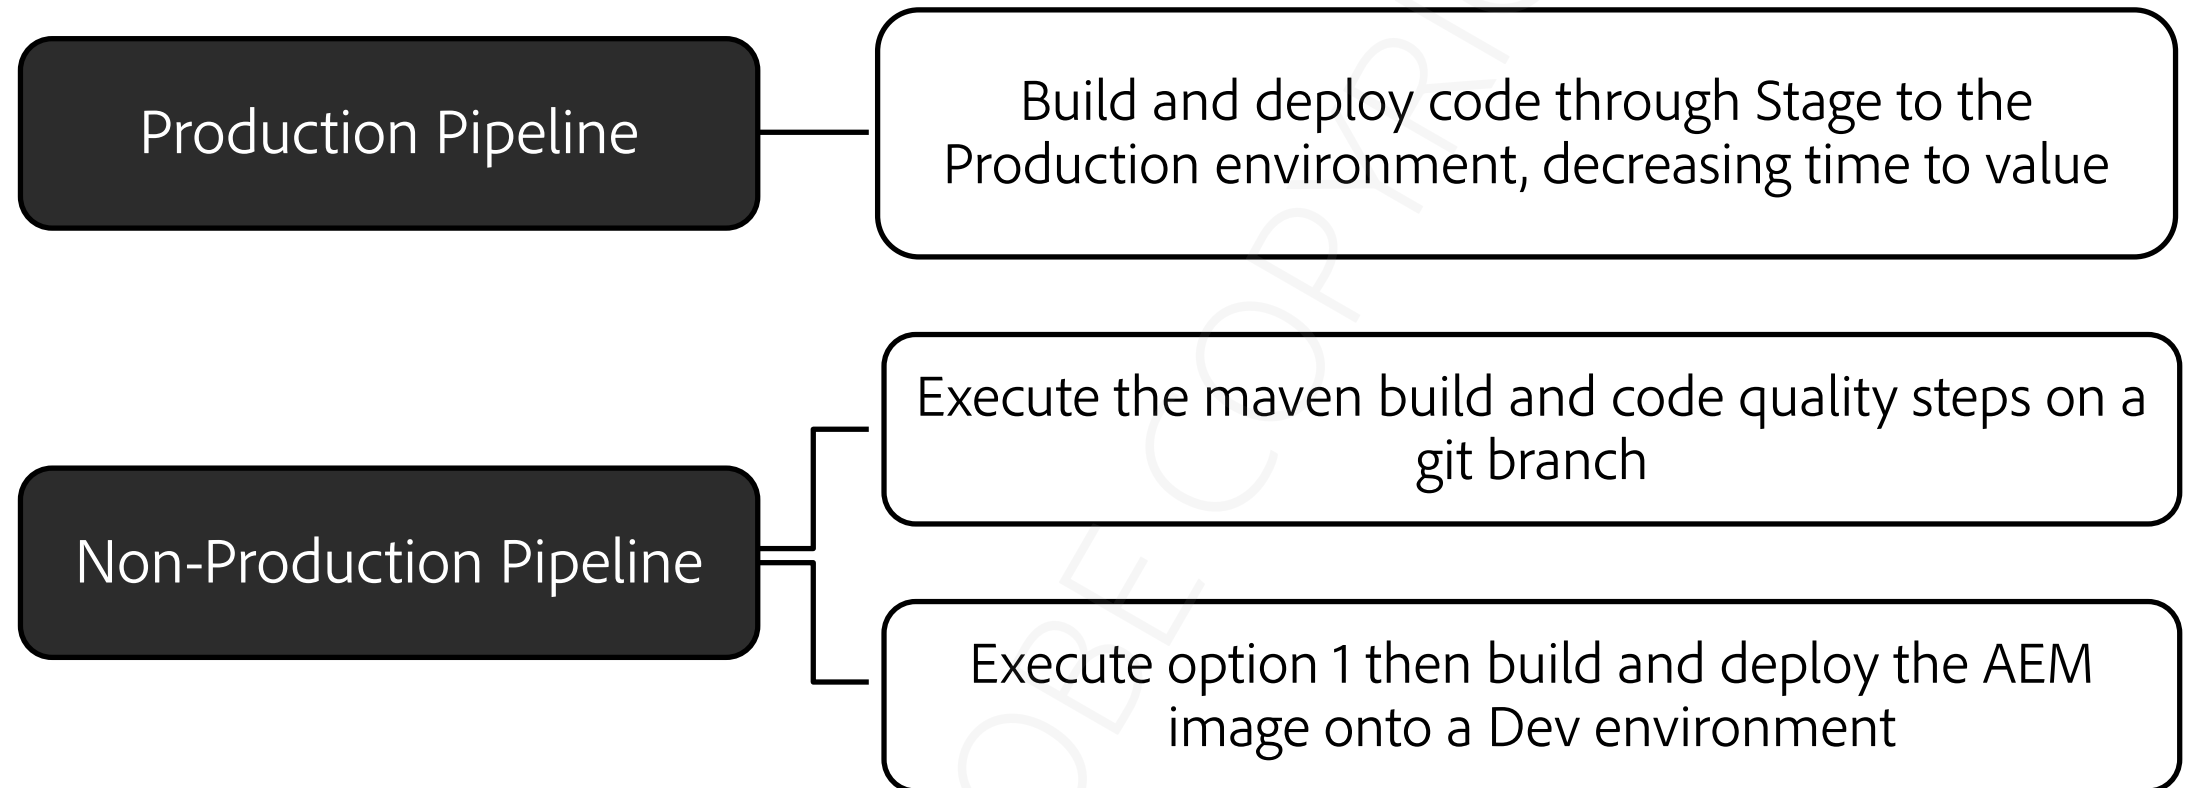 Production Pipeline
Build and deploy code through Stage to the
Production environment, decreasing time to value
Non-Production Pipeline
Execute the maven build and code quality steps on a
git branch
Execute option 1 then build and deploy the AEM
image onto a Dev environment